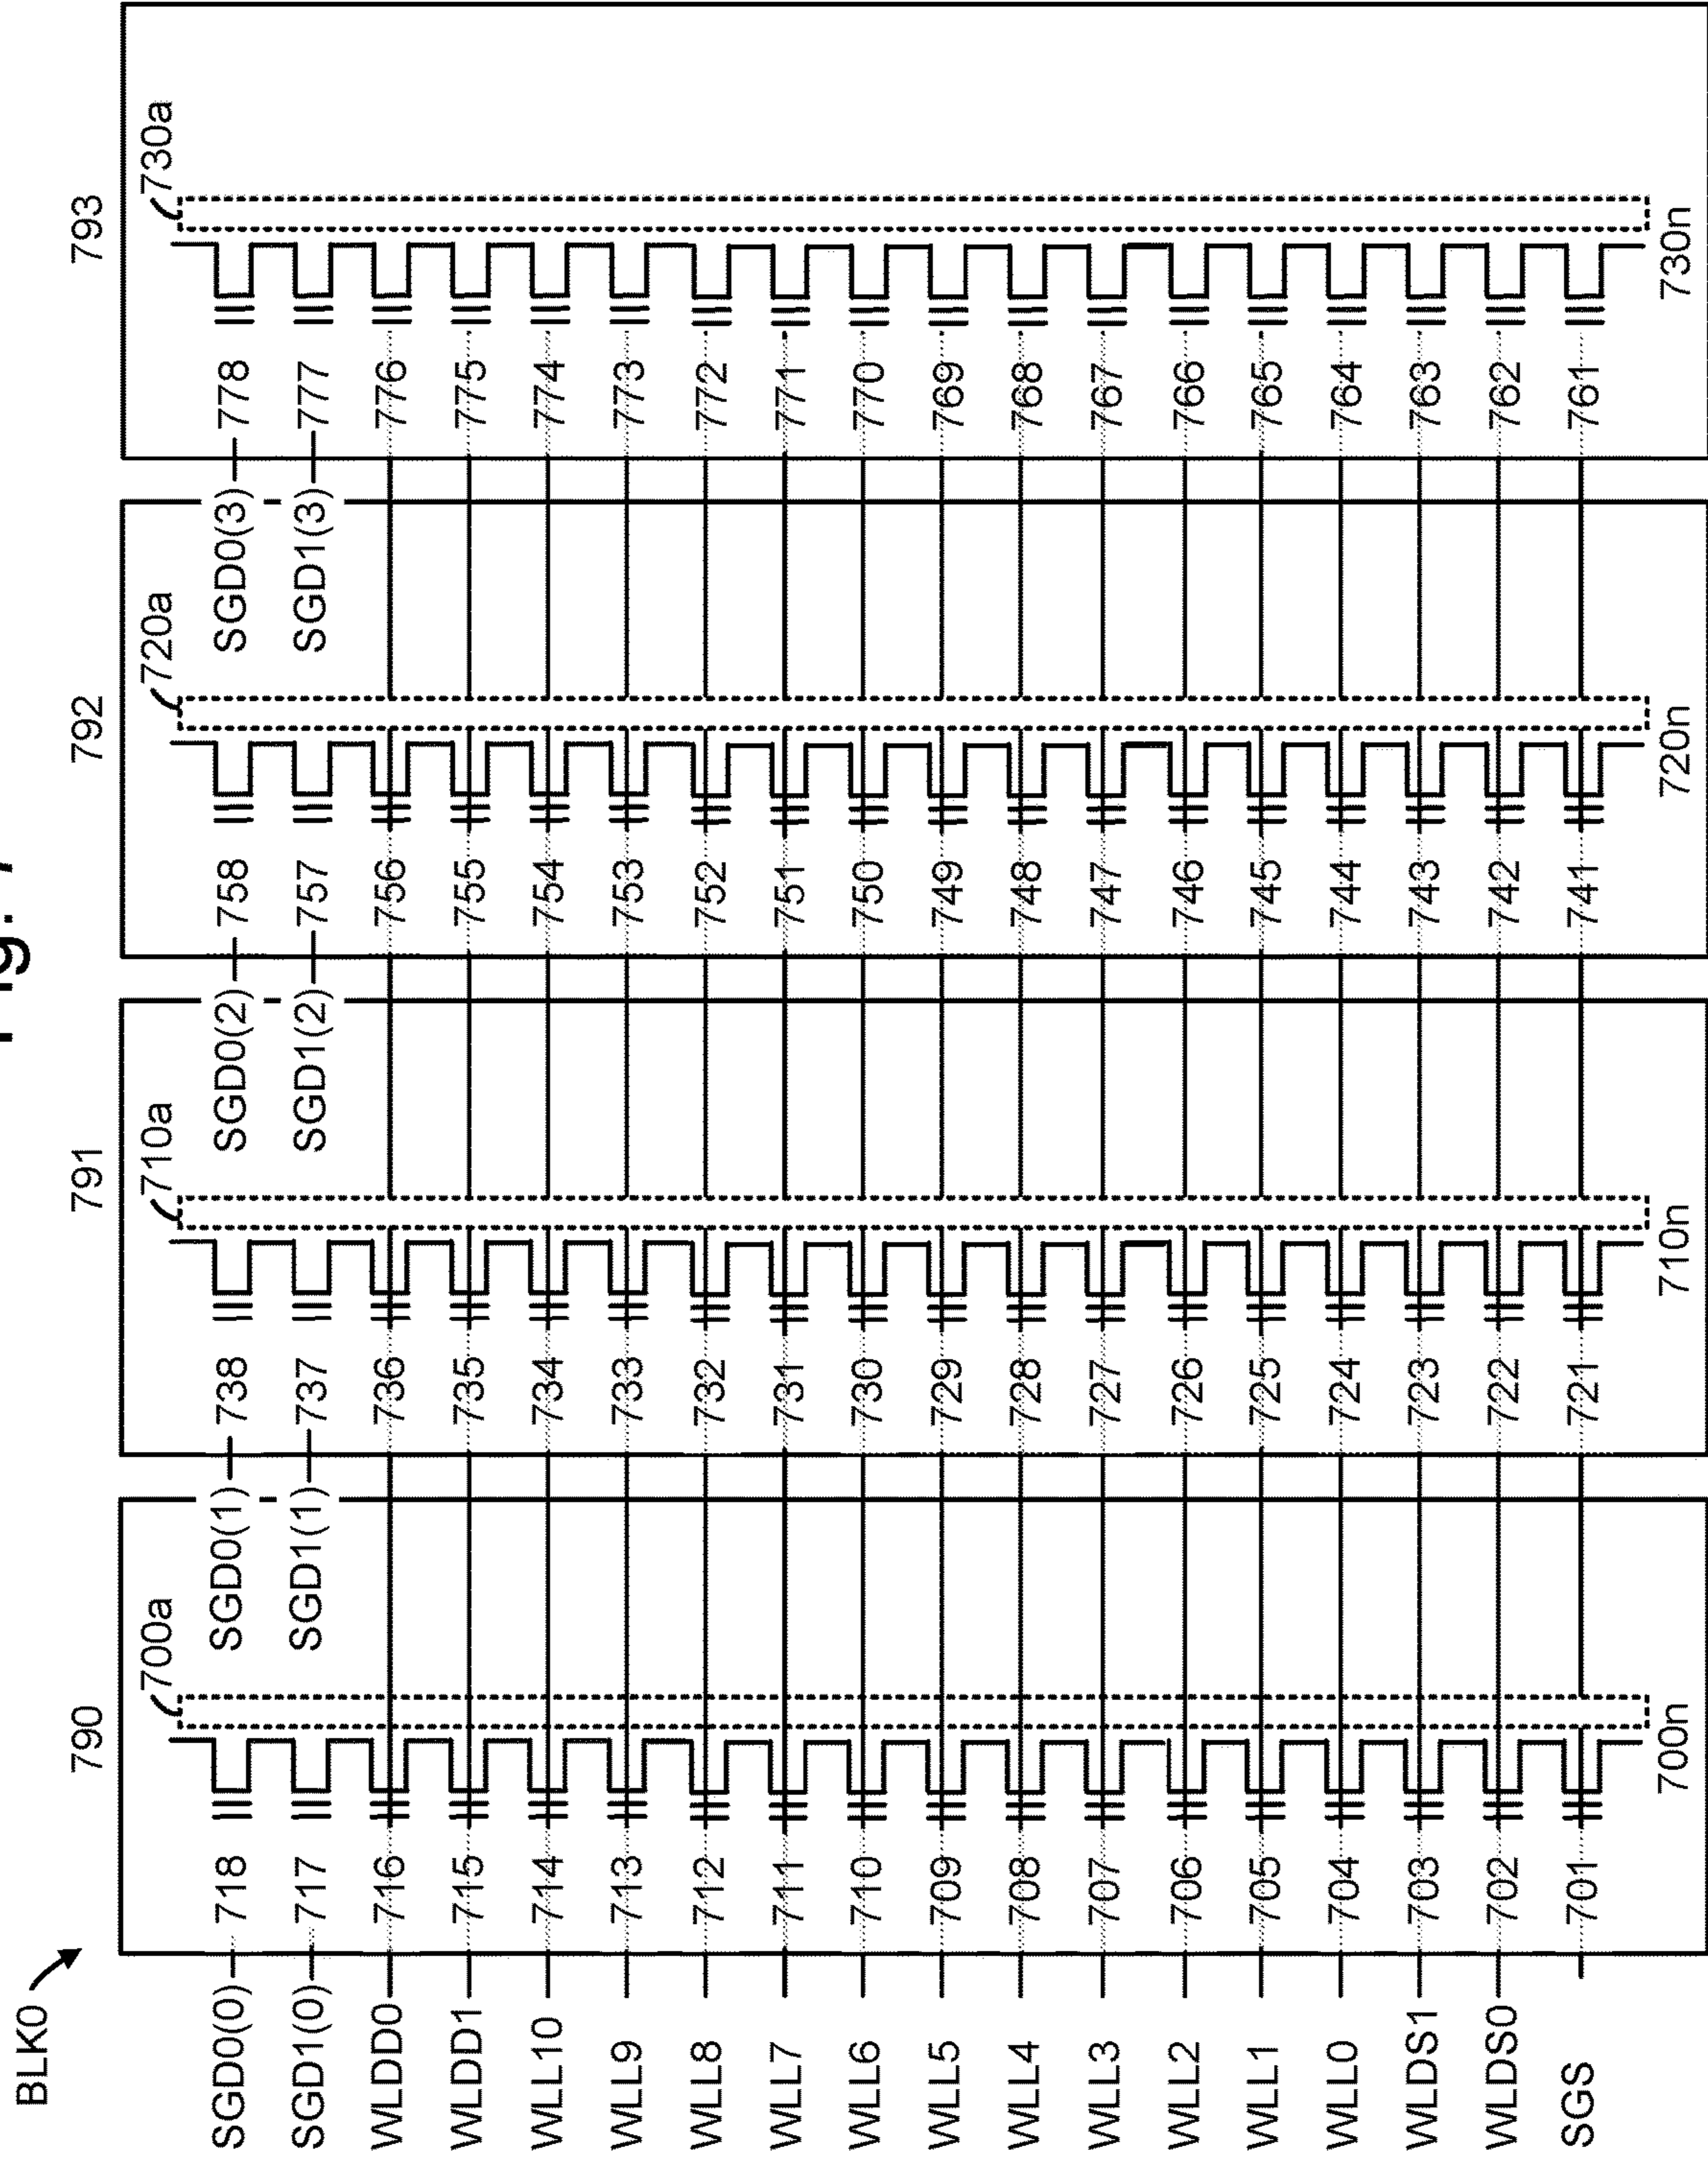 BLK0
790 791 792 793
700a 710a 720a 730a
SGD0(0) 718 SGD0(1) 738 SGD0(2) 758 SGD0(3) 778
SGD1(0) 717 SGD1(1) 737 SGD1(2) 757 SGD1(3) 777
WLDD0 716 736 756 776
WLDD1 715 735 755 775
WLL10 714 734 754 774
WLL9 713 733 753 773
WLL8 712 732 752 772
WLL7 711 731 751 771
WLL6 710 730 750 770
WLL5 709 729 749 769
WLL4 708 728 748 768
WLL3 707 727 747 767
WLL2 706 726 746 766
WLL1 705 725 745 765
WLL0 704 724 744 764
WLDS1 703 723 743 763
WLDS0 702 722 742 762
SGS 701 721 741 761
700n 710n 720n 730n